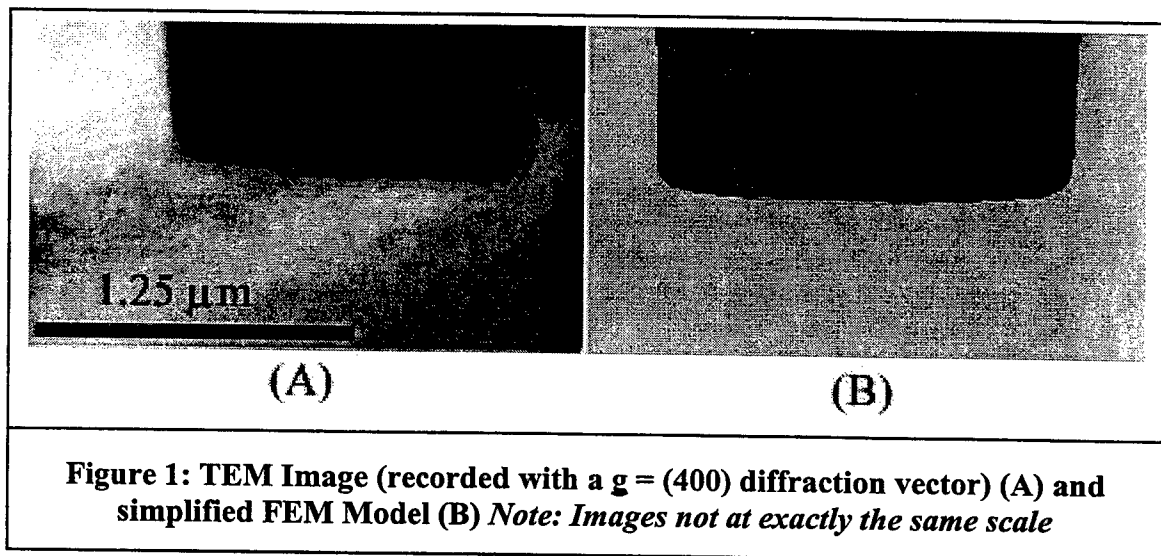 1.25 μm
(A)
(B)
Figure 1: TEM Image (recorded with a g = (400) diffraction vector) (A) and
simplified FEM Model (B) Note: Images not at exactly the same scale